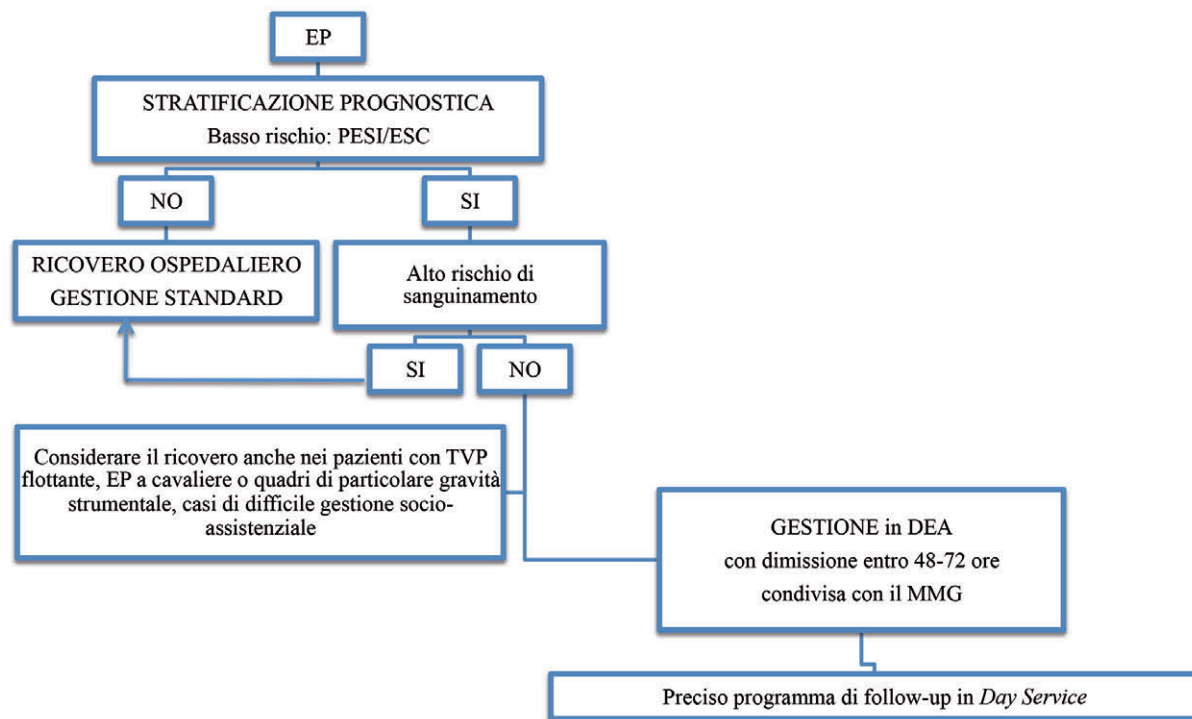 EP
STRATIFICAZIONE PROGNOSTICA
Basso rischio: PESI/ESC
NO
SI
RICOVERO OSPEDALIERO
GESTIONE STANDARD
Alto rischio di
sanguinamento
SI
NO
Considerare il ricovero anche nei pazienti con TVP
flottante, EP a cavaliere o quadri di particolare gravità
strumentale, casi di difficile gestione socio-
assistenziale
GESTIONE in DEA
con dimissione entro 48-72 ore
condivisa con il MMG
Preciso programma di follow-up in Day Service